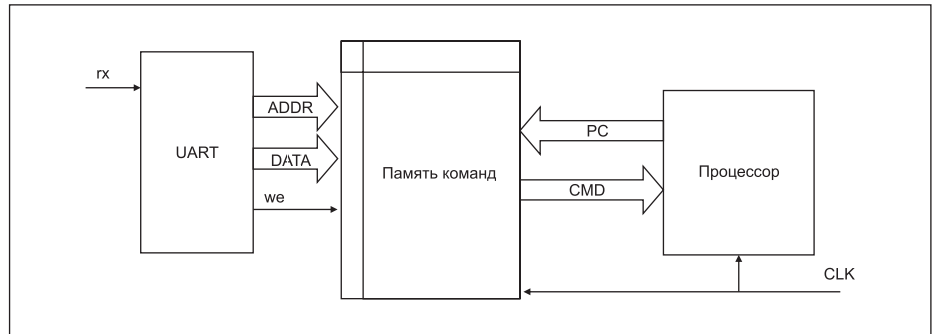 rx
UART
ADDR
DATA
we
Память команд
PC
CMD
Процессор
CLK